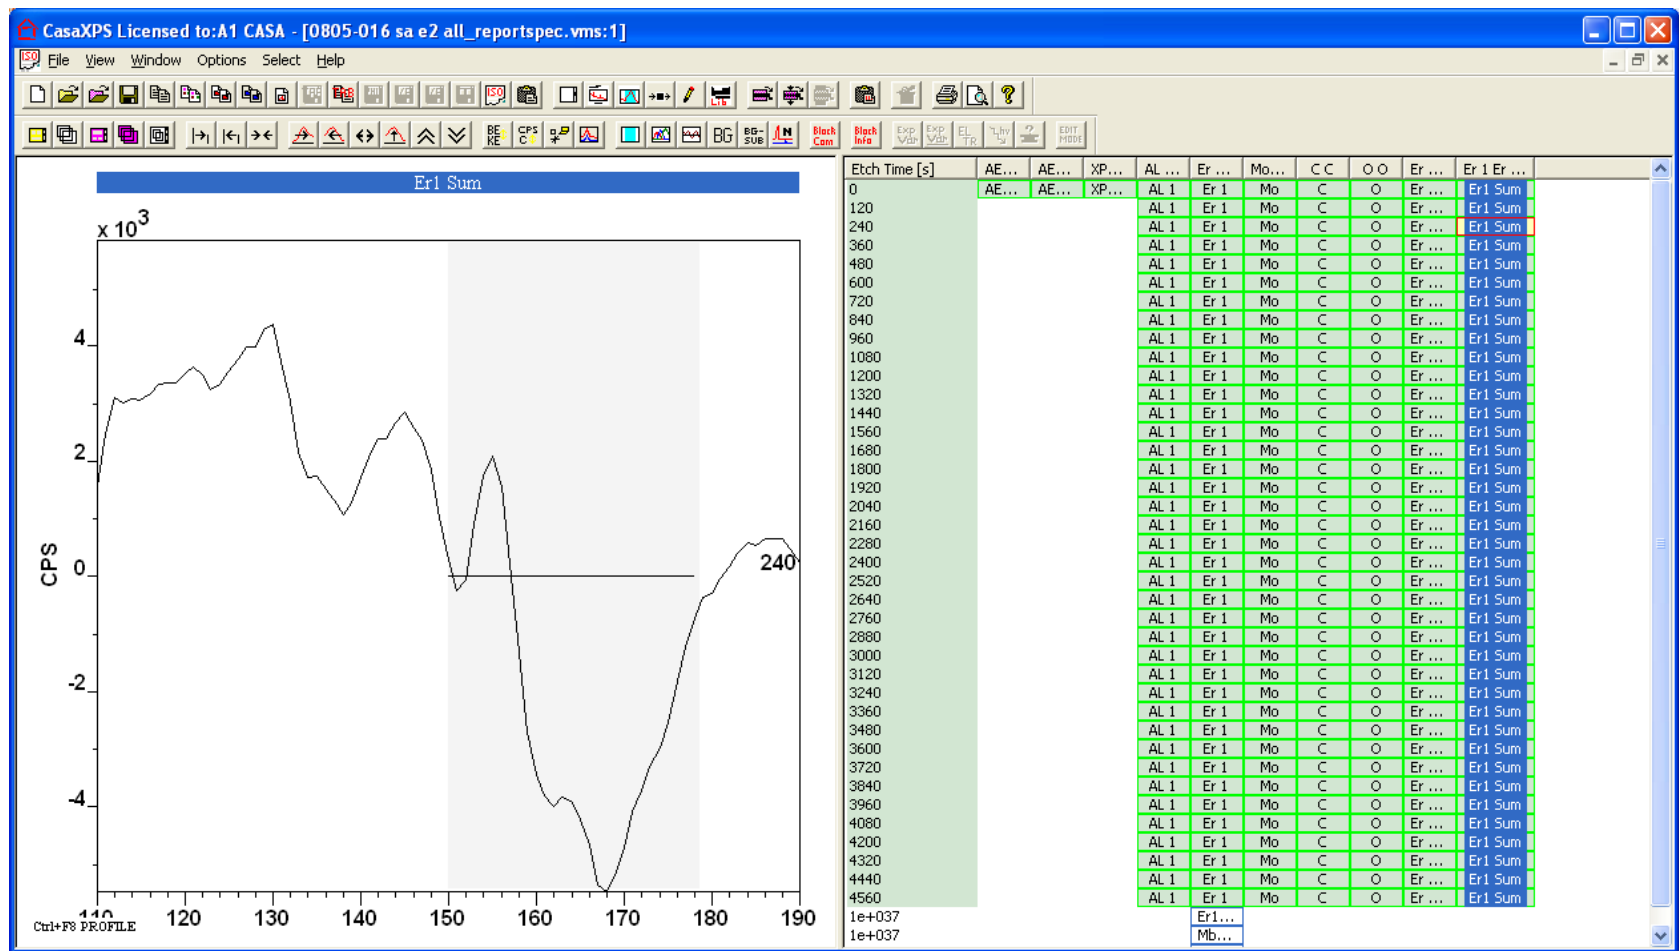 CasaXPS Licensed to:A1 CASA - [0805-016 sa e2 all_reportspec.vms:1]
File View Window Options Select Help
BE KE CPS C BG BG- SUB Block Com Block Info Exp Var Exp Var EL TR hν EDIT MODE
Er1 Sum
x 10³
4
2
0
-2
-4
CPS
240
110 120 130 140 150 160 170 180 190
Ctrl+F8 PROFILE
Etch Time [s] AE... AE... XP... AL ... Er ... Mo... C C O O Er ... Er 1 Er ...
0 AE... AE... XP... AL 1 Er 1 Mo C O Er ... Er1 Sum
120 AL 1 Er 1 Mo C O Er ... Er1 Sum
240 AL 1 Er 1 Mo C O Er ... Er1 Sum
360 AL 1 Er 1 Mo C O Er ... Er1 Sum
480 AL 1 Er 1 Mo C O Er ... Er1 Sum
600 AL 1 Er 1 Mo C O Er ... Er1 Sum
720 AL 1 Er 1 Mo C O Er ... Er1 Sum
840 AL 1 Er 1 Mo C O Er ... Er1 Sum
960 AL 1 Er 1 Mo C O Er ... Er1 Sum
1080 AL 1 Er 1 Mo C O Er ... Er1 Sum
1200 AL 1 Er 1 Mo C O Er ... Er1 Sum
1320 AL 1 Er 1 Mo C O Er ... Er1 Sum
1440 AL 1 Er 1 Mo C O Er ... Er1 Sum
1560 AL 1 Er 1 Mo C O Er ... Er1 Sum
1680 AL 1 Er 1 Mo C O Er ... Er1 Sum
1800 AL 1 Er 1 Mo C O Er ... Er1 Sum
1920 AL 1 Er 1 Mo C O Er ... Er1 Sum
2040 AL 1 Er 1 Mo C O Er ... Er1 Sum
2160 AL 1 Er 1 Mo C O Er ... Er1 Sum
2280 AL 1 Er 1 Mo C O Er ... Er1 Sum
2400 AL 1 Er 1 Mo C O Er ... Er1 Sum
2520 AL 1 Er 1 Mo C O Er ... Er1 Sum
2640 AL 1 Er 1 Mo C O Er ... Er1 Sum
2760 AL 1 Er 1 Mo C O Er ... Er1 Sum
2880 AL 1 Er 1 Mo C O Er ... Er1 Sum
3000 AL 1 Er 1 Mo C O Er ... Er1 Sum
3120 AL 1 Er 1 Mo C O Er ... Er1 Sum
3240 AL 1 Er 1 Mo C O Er ... Er1 Sum
3360 AL 1 Er 1 Mo C O Er ... Er1 Sum
3480 AL 1 Er 1 Mo C O Er ... Er1 Sum
3600 AL 1 Er 1 Mo C O Er ... Er1 Sum
3720 AL 1 Er 1 Mo C O Er ... Er1 Sum
3840 AL 1 Er 1 Mo C O Er ... Er1 Sum
3960 AL 1 Er 1 Mo C O Er ... Er1 Sum
4080 AL 1 Er 1 Mo C O Er ... Er1 Sum
4200 AL 1 Er 1 Mo C O Er ... Er1 Sum
4320 AL 1 Er 1 Mo C O Er ... Er1 Sum
4440 AL 1 Er 1 Mo C O Er ... Er1 Sum
4560 AL 1 Er 1 Mo C O Er ... Er1 Sum
1e+037 Er1...
1e+037 Mb...